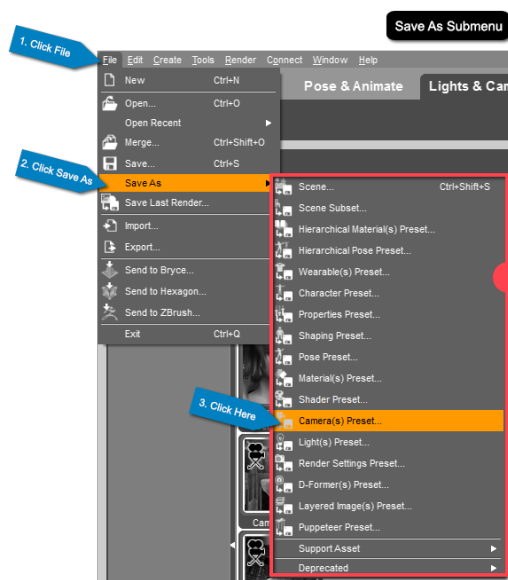 Save As Submenu
1. Click File
File Edit Create Tools Render Connect Window Help
Pose & Animate Lights & Ca
New Ctrl+N
Open... Ctrl+O
Open Recent
Merge... Ctrl+Shift+O
Save... Ctrl+S
2. Click Save As
Save As
Save Last Render...
Import...
Export...
Send to Bryce...
Send to Hexagon...
Send to ZBrush...
Exit Ctrl+Q
Scene... Ctrl+Shift+S
Scene Subset...
Hierarchical Material(s) Preset...
Hierarchical Pose Preset...
Wearable(s) Preset...
Character Preset...
Properties Preset...
Shaping Preset...
Pose Preset...
Material(s) Preset...
Shader Preset...
3. Click Here
Camera(s) Preset...
Light(s) Preset...
Render Settings Preset...
D-Former(s) Preset...
Layered Image(s) Preset...
Puppeteer Preset...
Support Asset
Deprecated
Cam